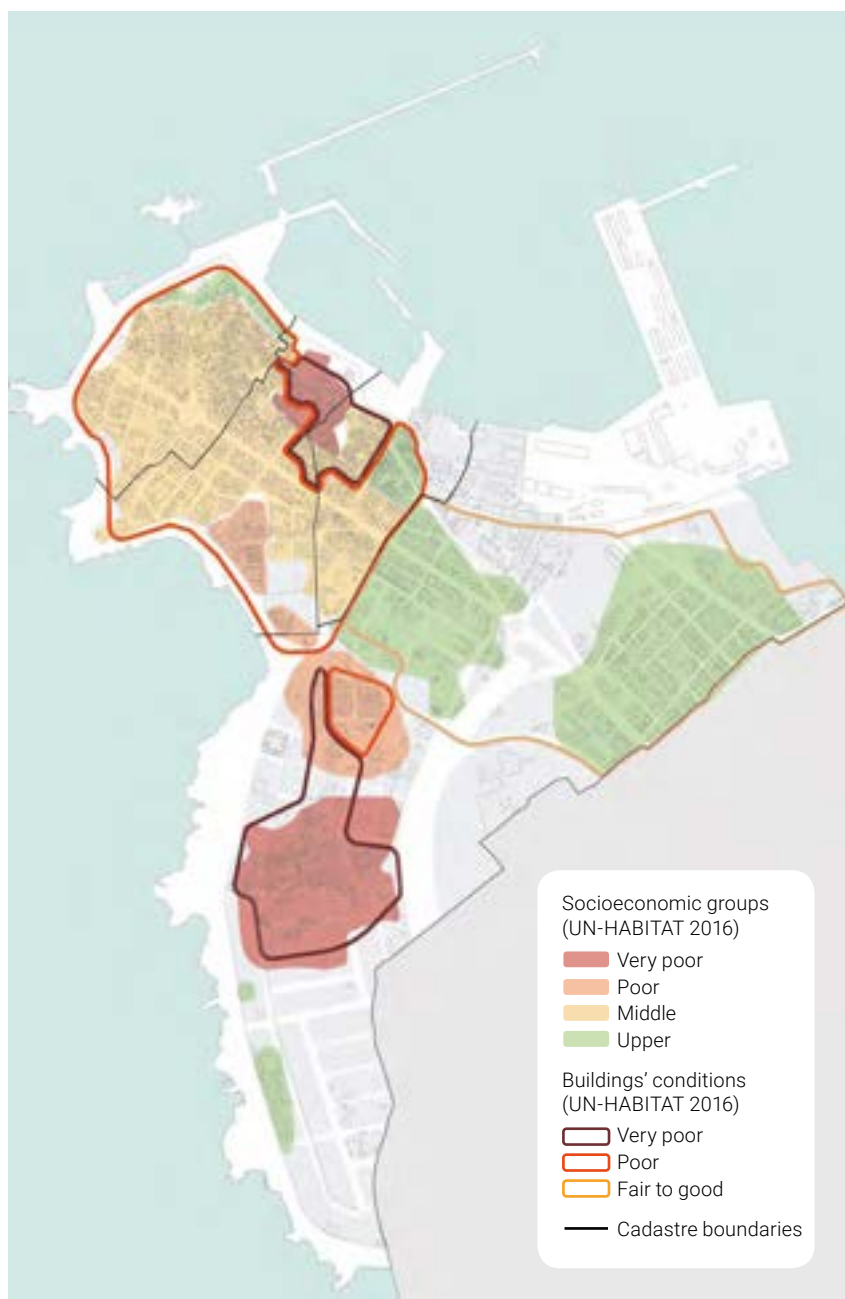 Socioeconomic groups
(UN-HABITAT 2016)
Very poor
Poor
Middle
Upper
Buildings’ conditions
(UN-HABITAT 2016)
Very poor
Poor
Fair to good
Cadastre boundaries